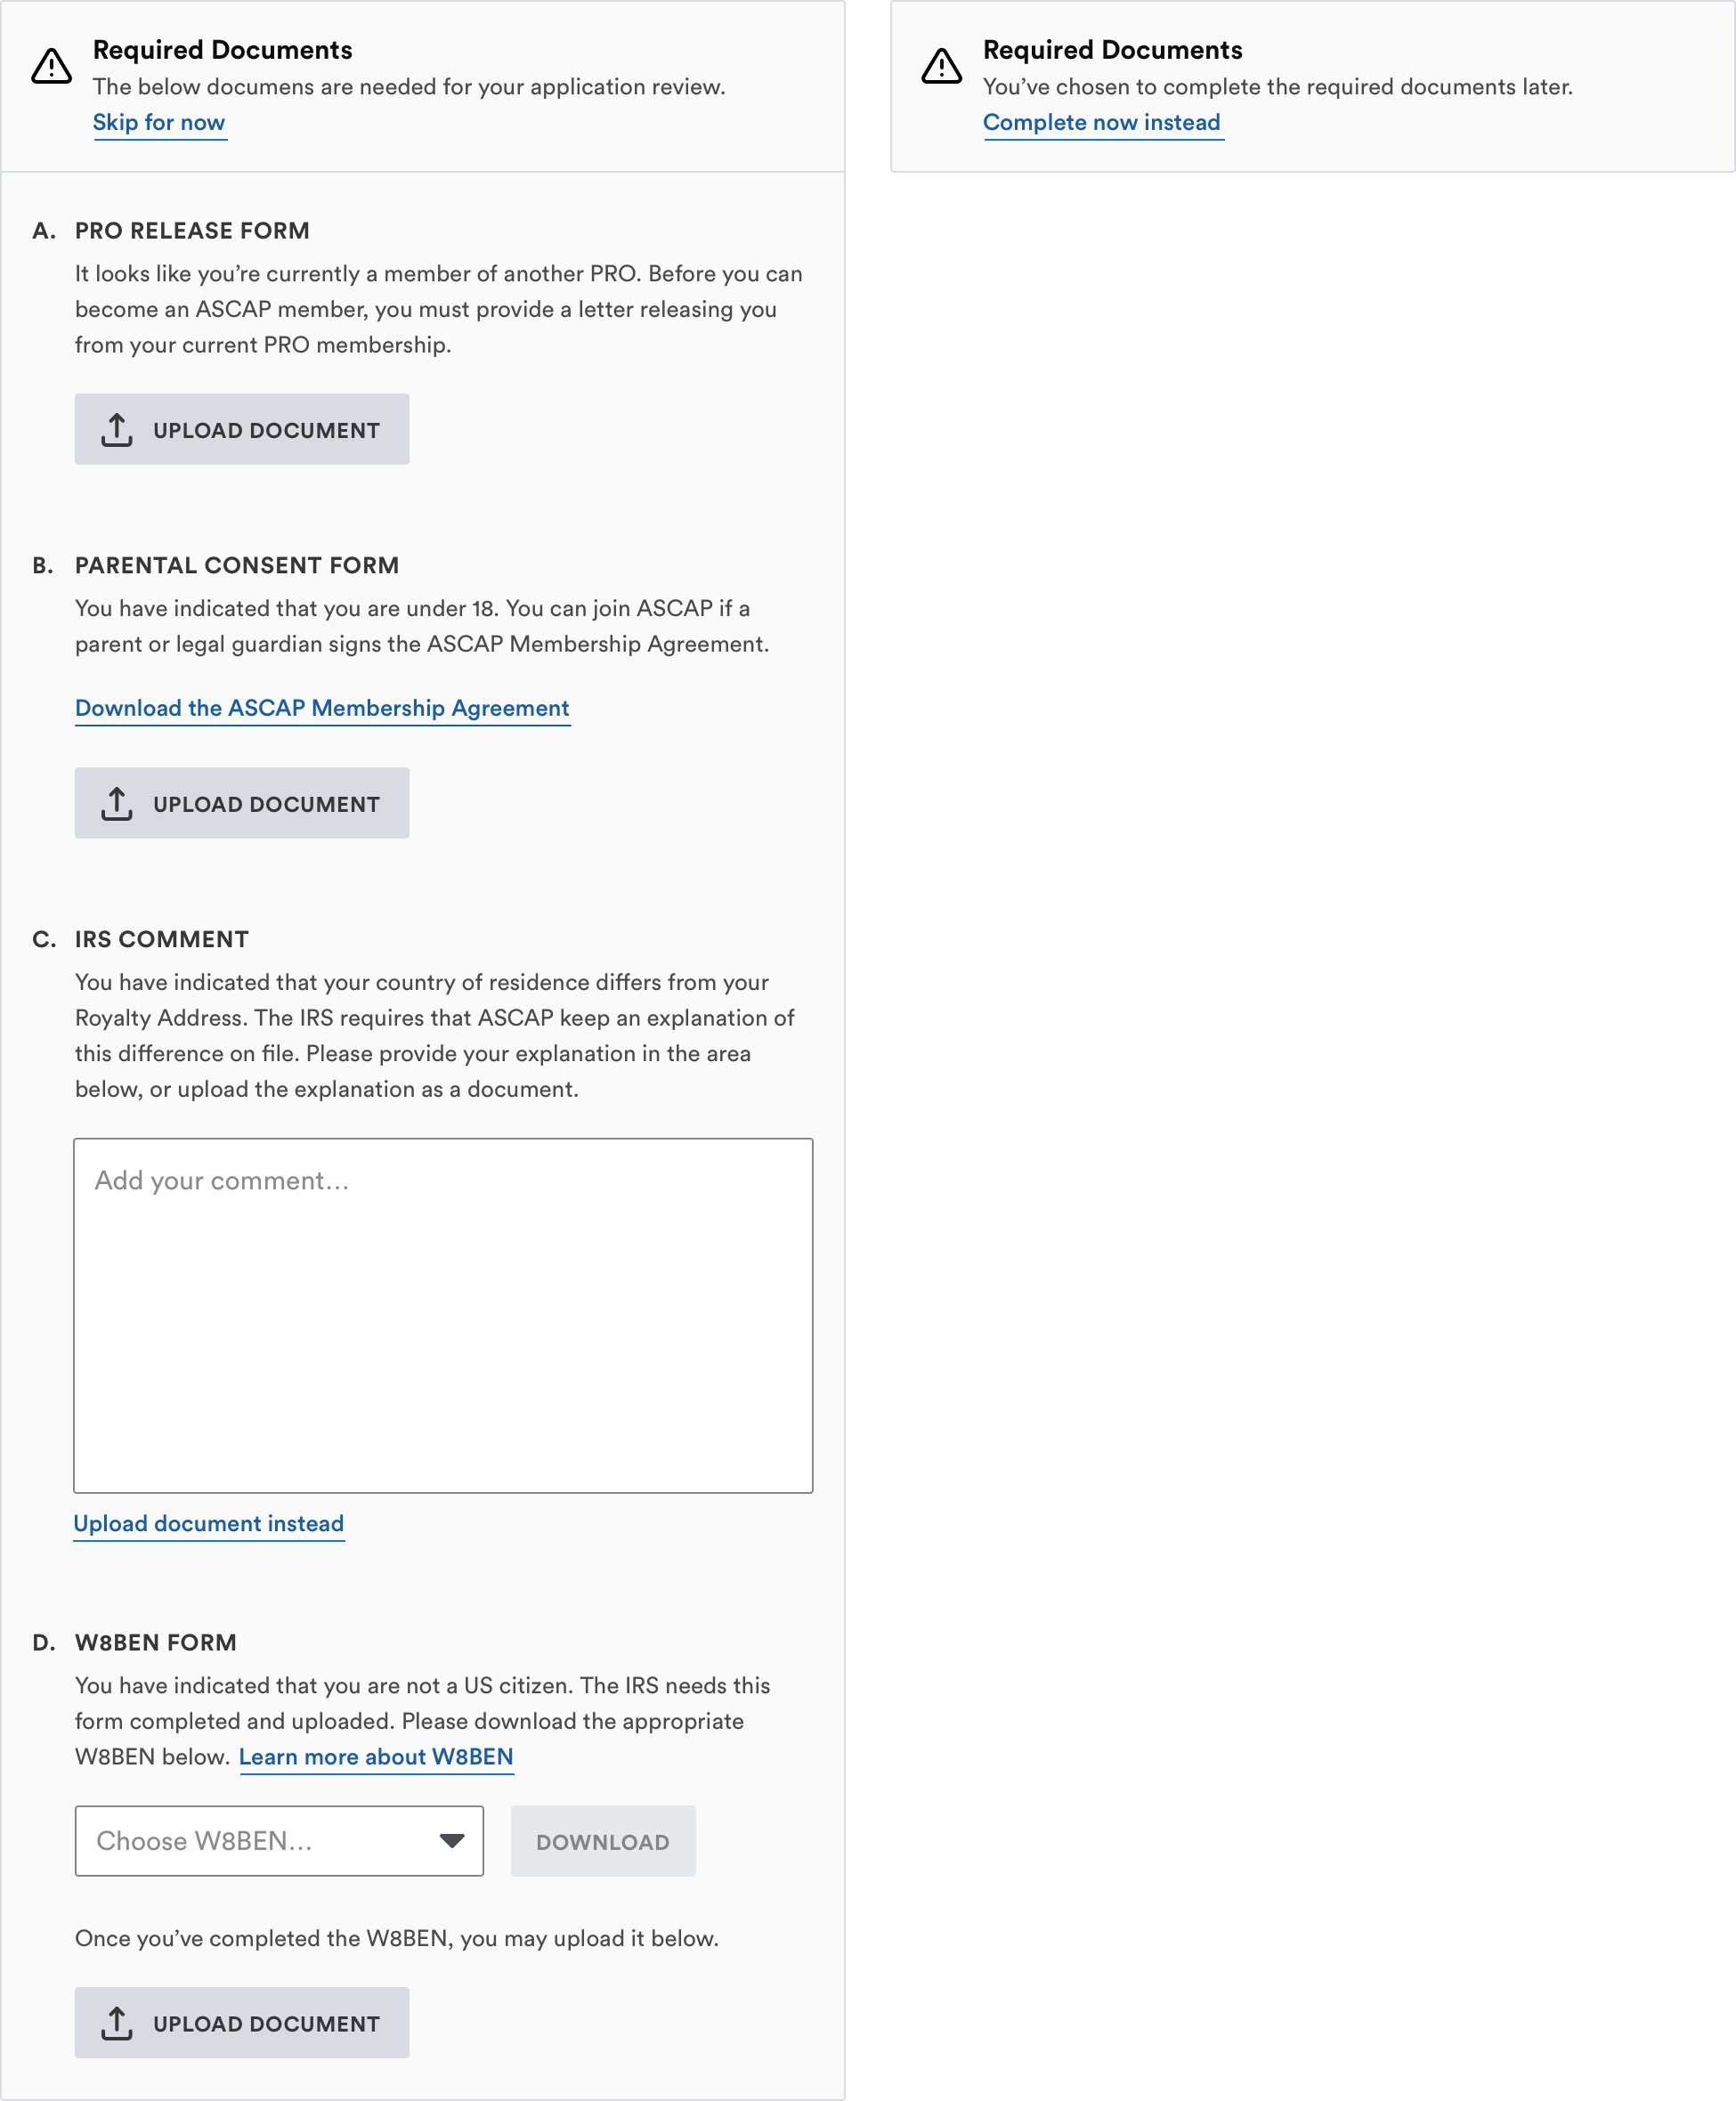 Required Documents
The below documens are needed for your application review.
Skip for now
A. PRO RELEASE FORM
It looks like you’re currently a member of another PRO. Before you can
become an ASCAP member, you must provide a letter releasing you
from your current PRO membership.
UPLOAD DOCUMENT
B. PARENTAL CONSENT FORM
You have indicated that you are under 18. You can join ASCAP if a
parent or legal guardian signs the ASCAP Membership Agreement.
Download the ASCAP Membership Agreement
UPLOAD DOCUMENT
C. IRS COMMENT
You have indicated that your country of residence differs from your
Royalty Address. The IRS requires that ASCAP keep an explanation of
this difference on file. Please provide your explanation in the area
below, or upload the explanation as a document.
Add your comment...
Upload document instead
D. W8BEN FORM
You have indicated that you are not a US citizen. The IRS needs this
form completed and uploaded. Please download the appropriate
W8BEN below. Learn more about W8BEN
Choose W8BEN... DOWNLOAD
Once you’ve completed the W8BEN, you may upload it below.
UPLOAD DOCUMENT
Required Documents
You’ve chosen to complete the required documents later.
Complete now instead